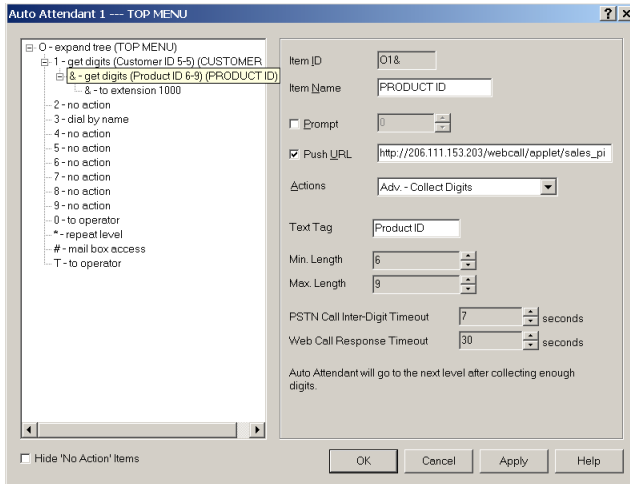 Auto Attendant 1 --- TOP MENU
O - expand tree (TOP MENU)
1 - get digits (Customer ID 5-5) (CUSTOMER
& - get digits (Product ID 6-9) (PRODUCT ID)
& - to extension 1000
2 - no action
3 - dial by name
4 - no action
5 - no action
6 - no action
7 - no action
8 - no action
9 - no action
0 - to operator
* - repeat level
# - mail box access
T - to operator
Hide 'No Action' Items
Item ID O1&
Item Name PRODUCT ID
Prompt 0
Push URL http://206.111.153.203/webcall/applet/sales_pi
Actions Adv. - Collect Digits
Text Tag Product ID
Min. Length 6
Max. Length 9
PSTN Call Inter-Digit Timeout 7 seconds
Web Call Response Timeout 30 seconds
Auto Attendant will go to the next level after collecting enough
digits.
OK Cancel Apply Help